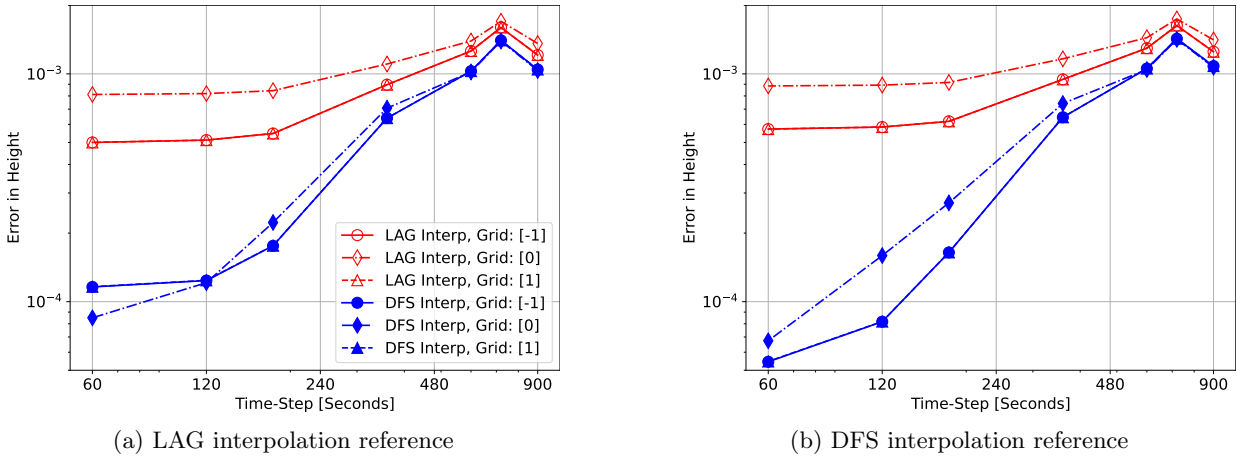 10⁻³
10⁻⁴
Error in Height
60 120 240 480 900
Time-Step [Seconds]
LAG Interp, Grid: [-1]
LAG Interp, Grid: [0]
LAG Interp, Grid: [1]
DFS Interp, Grid: [-1]
DFS Interp, Grid: [0]
DFS Interp, Grid: [1]
(a) LAG interpolation reference
10⁻³
10⁻⁴
Error in Height
60 120 240 480 900
Time-Step [Seconds]
(b) DFS interpolation reference